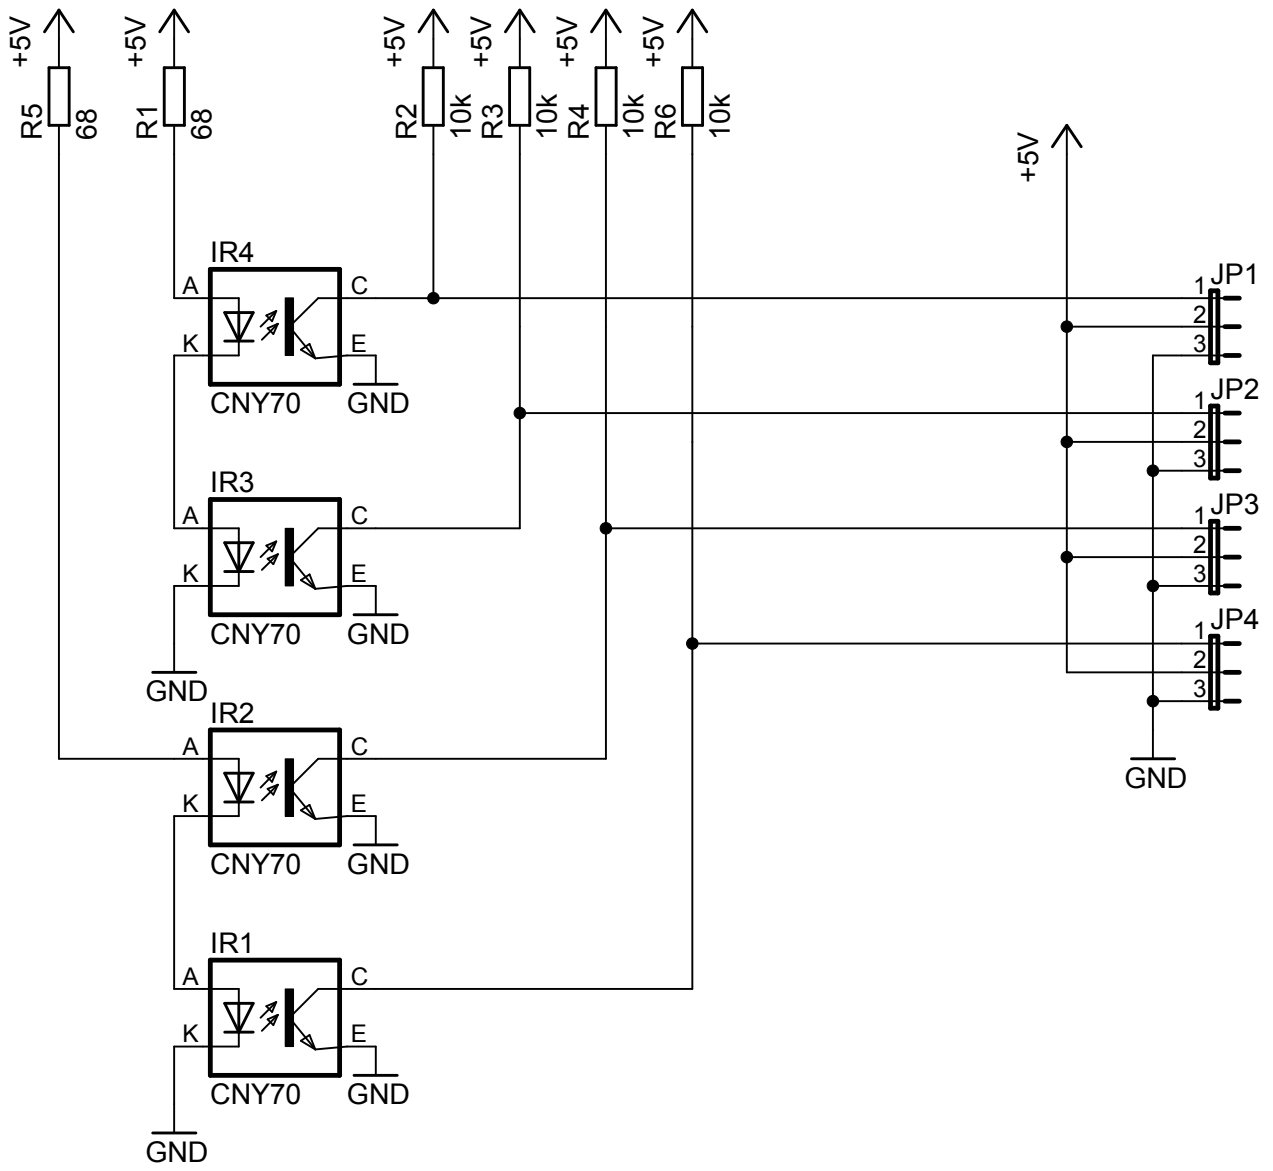 +5V
+5V
+5V
+5V
+5V
+5V
R5
68
R1
68
R2
10k
R3
10k
R4
10k
R6
10k
+5V
IR4
A
C
K
E
CNY70
GND
JP1
1
2
3
JP2
1
2
3
IR3
A
C
K
E
CNY70
GND
GND
JP3
1
2
3
JP4
1
2
3
GND
IR2
A
C
K
E
CNY70
GND
IR1
A
C
K
E
CNY70
GND
GND